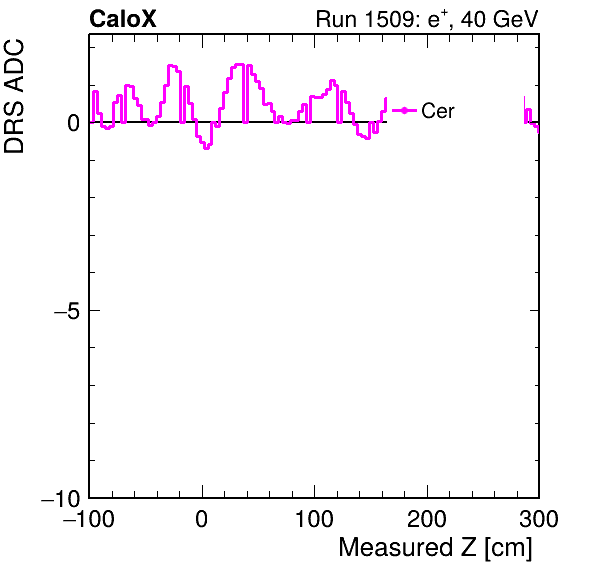 CaloX Run 1509: e⁺, 40 GeV
DRS ADC
Cer
0
−5
−10
−100 0 100 200 300
Measured Z [cm]